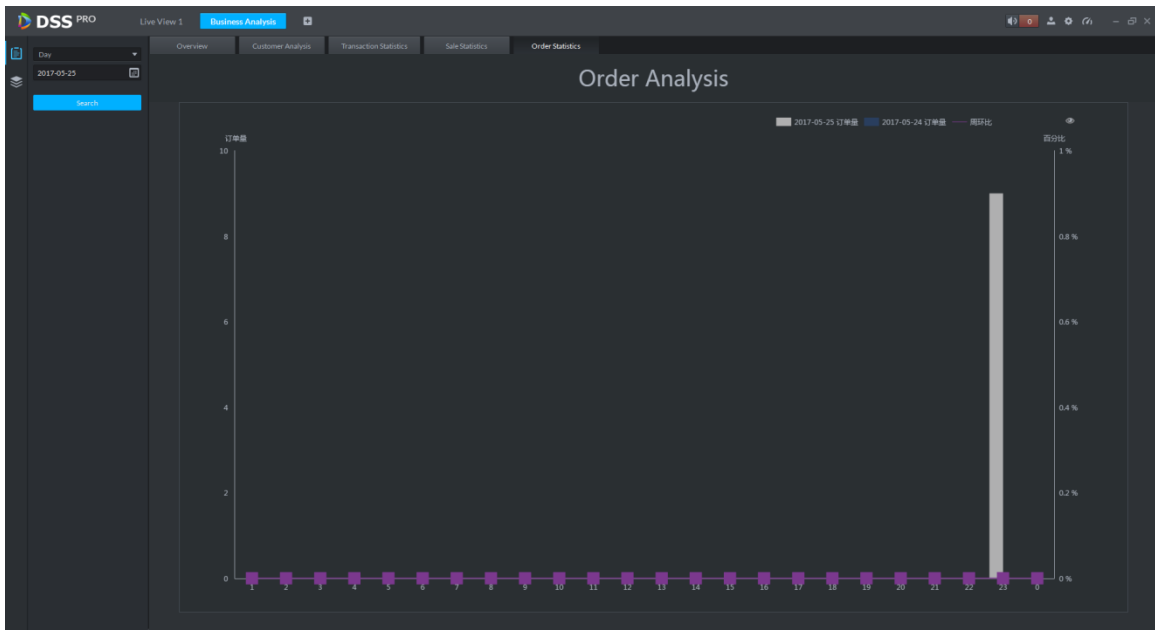 DSS PRO
Live View 1
Business Analysis
0
Day
2017-05-25
Search
Overview
Customer Analysis
Transaction Statistics
Sale Statistics
Order Statistics
Order Analysis
2017-05-25 订单量 2017-05-24 订单量 周环比
订单量
百分比
10
8
6
4
2
0
1 %
0.8 %
0.6 %
0.4 %
0.2 %
0 %
1 2 3 4 5 6 7 8 9 10 11 12 13 14 15 16 17 18 19 20 21 22 23 0